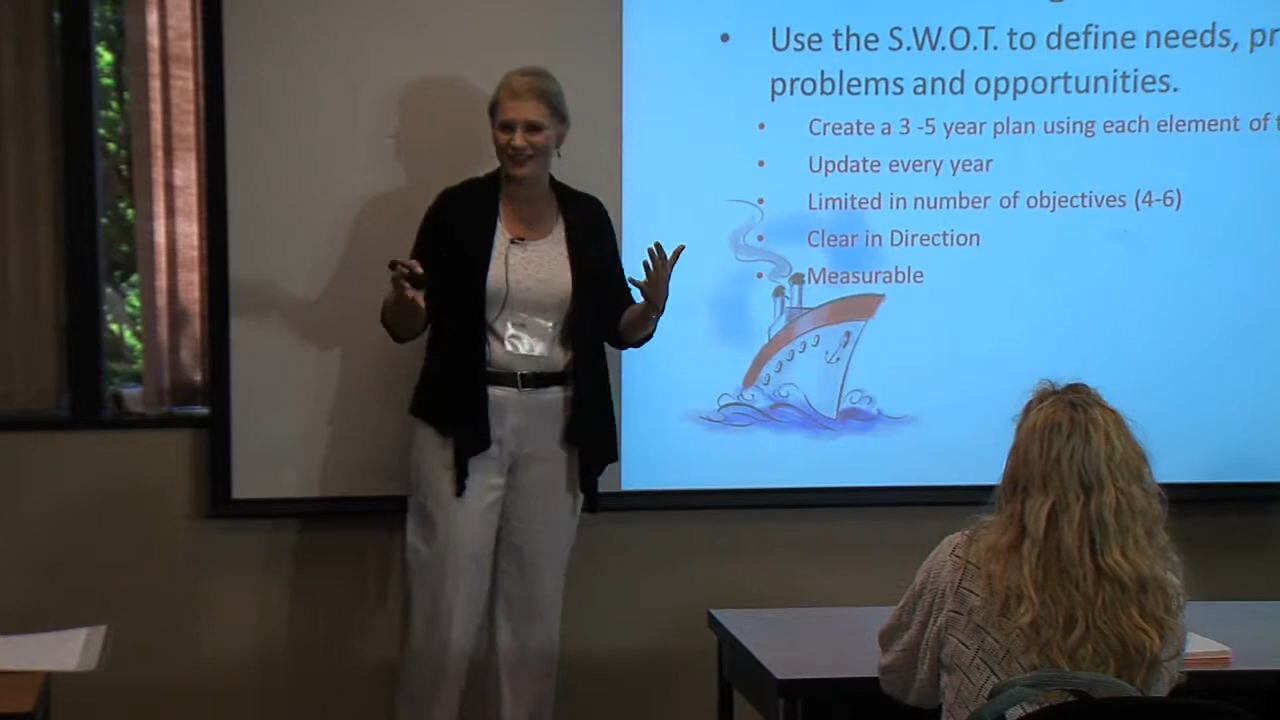 • Use the S.W.O.T. to define needs, pr
problems and opportunities.
• Create a 3 -5 year plan using each element of t
• Update every year
• Limited in number of objectives (4-6)
• Clear in Direction
• Measurable